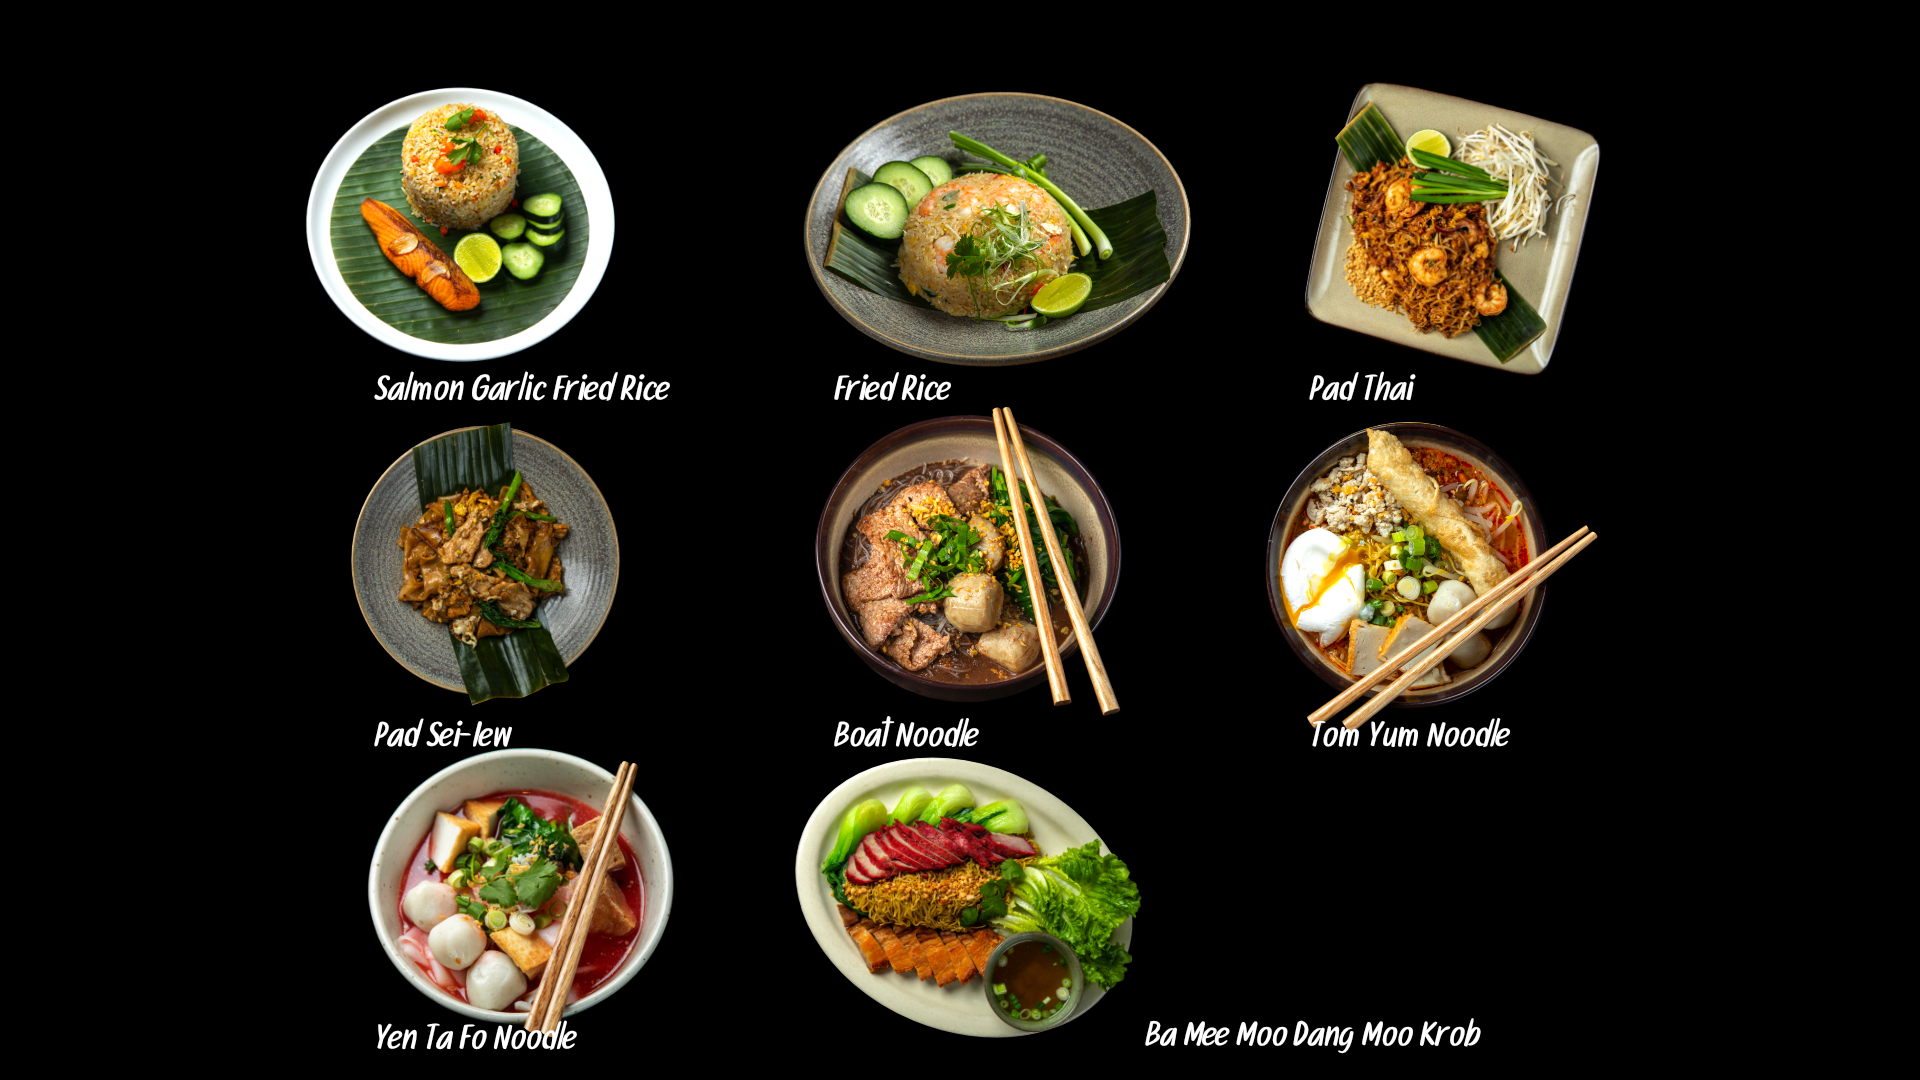 Salmon Garlic Fried Rice
Fried Rice
Pad Thai
Pad Sei-Iew
Boat Noodle
Tom Yum Noodle
Yen Ta Fo Noodle
Ba Mee Moo Dang Moo Krob